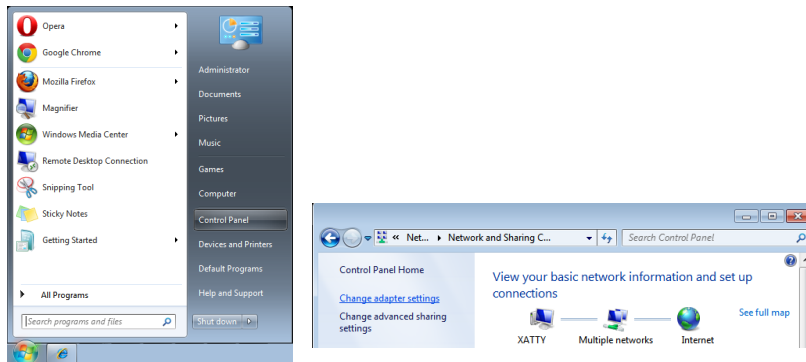 Opera
Google Chrome
Mozilla Firefox
Magnifier
Windows Media Center
Remote Desktop Connection
Snipping Tool
Sticky Notes
Getting Started
All Programs
Search programs and files
Administrator
Documents
Pictures
Music
Games
Computer
Control Panel
Devices and Printers
Default Programs
Help and Support
Shut down
« Net... Network and Sharing C... Search Control Panel
Control Panel Home
Change adapter settings
Change advanced sharing
settings
View your basic network information and set up
connections
See full map
XATTY Multiple networks Internet